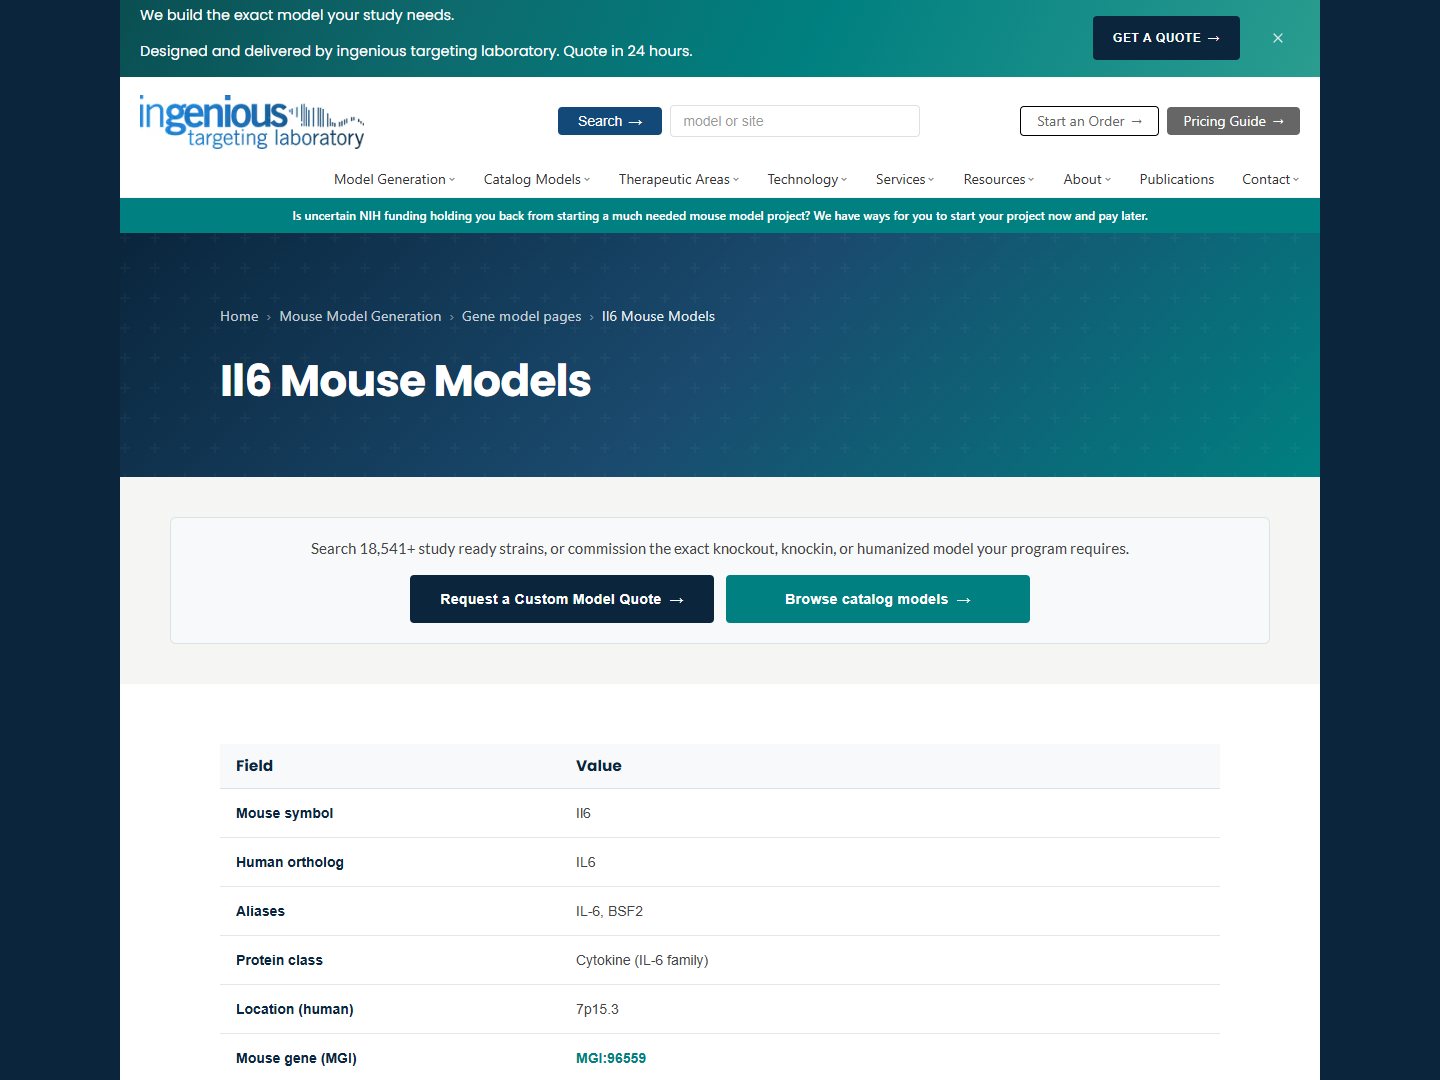 We build the exact model your study needs.
Designed and delivered by ingenious targeting laboratory. Quote in 24 hours.
GET A QUOTE →
×
ingenious
targeting laboratory
Search →
model or site
Start an Order →
Pricing Guide →
Model Generation
Catalog Models
Therapeutic Areas
Technology
Services
Resources
About
Publications
Contact
Is uncertain NIH funding holding you back from starting a much needed mouse model project? We have ways for you to start your project now and pay later.
Home › Mouse Model Generation › Gene model pages › Il6 Mouse Models
Il6 Mouse Models
Search 18,541+ study ready strains, or commission the exact knockout, knockin, or humanized model your program requires.
Request a Custom Model Quote →
Browse catalog models →
Field Value
Mouse symbol Il6
Human ortholog IL6
Aliases IL-6, BSF2
Protein class Cytokine (IL-6 family)
Location (human) 7p15.3
Mouse gene (MGI) MGI:96559